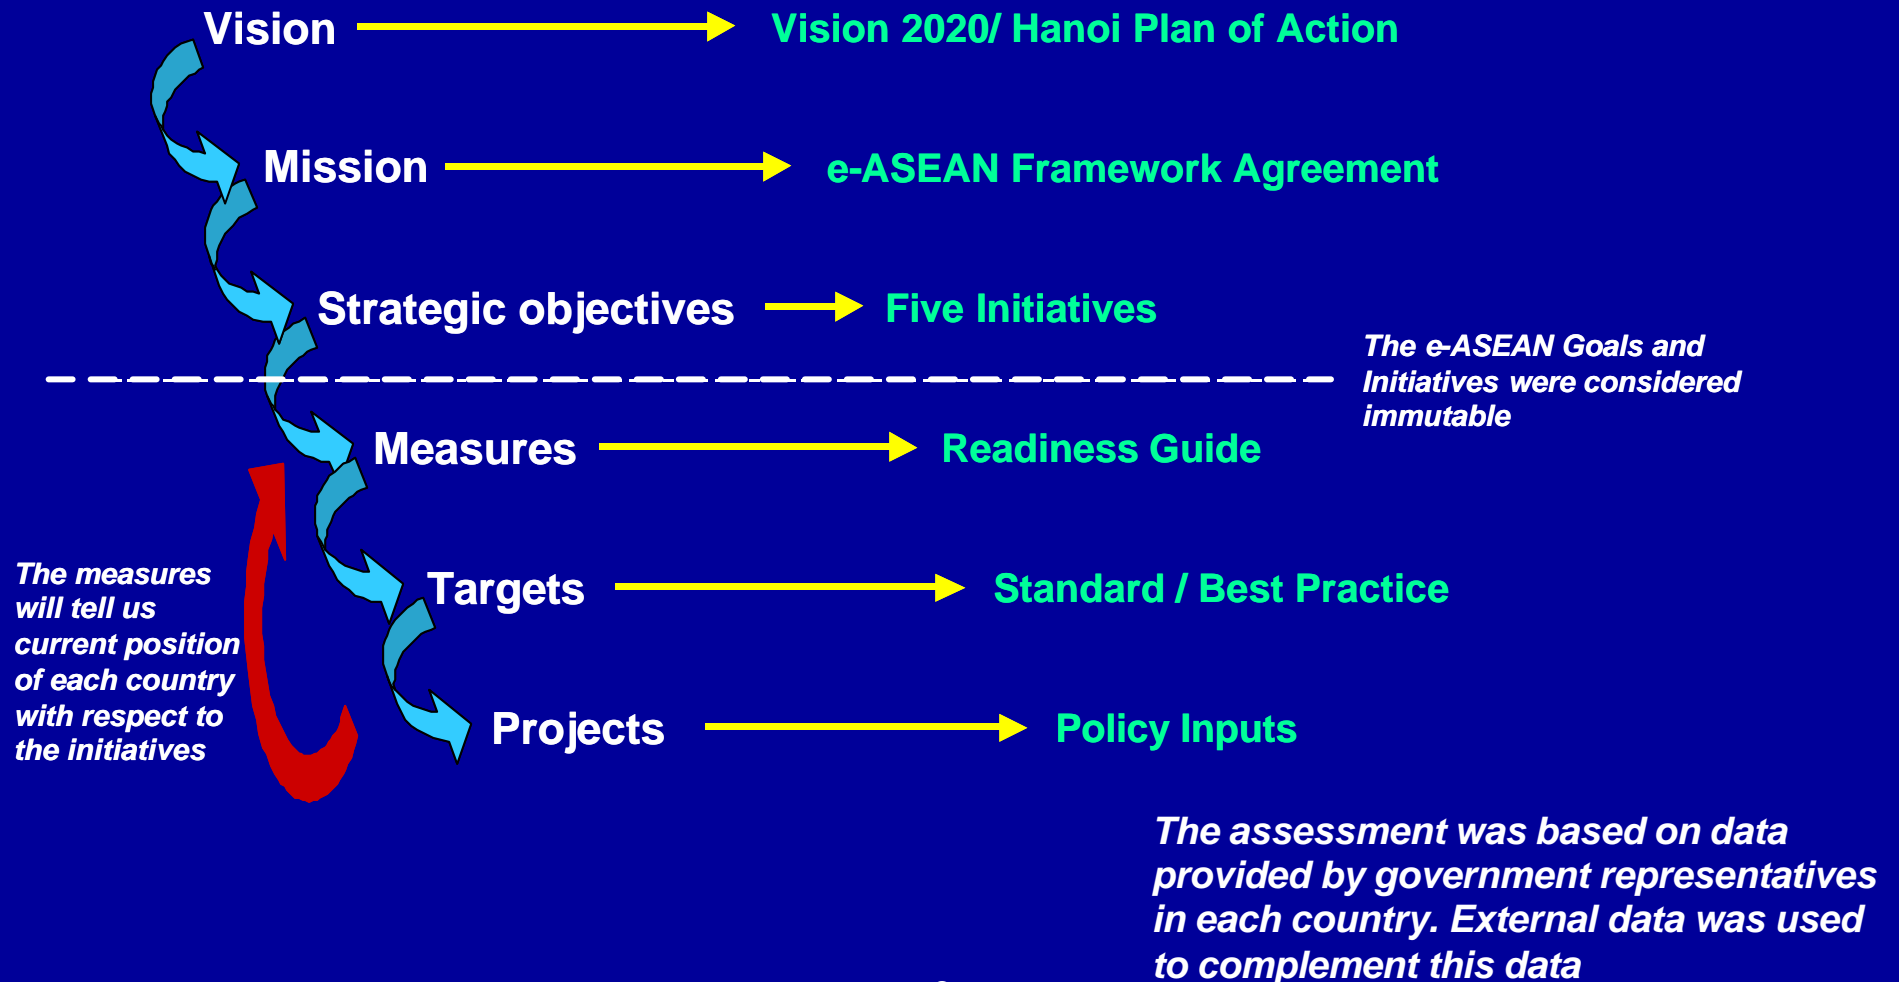 Vision
Vision 2020/ Hanoi Plan of Action
Mission
e-ASEAN Framework Agreement
Strategic objectives
Five Initiatives
The e-ASEAN Goals and
Initiatives were considered
immutable
Measures
Readiness Guide
The measures
will tell us
current position
of each country
with respect to
the initiatives
Targets
Standard / Best Practice
Projects
Policy Inputs
The assessment was based on data
provided by government representatives
in each country. External data was used
to complement this data